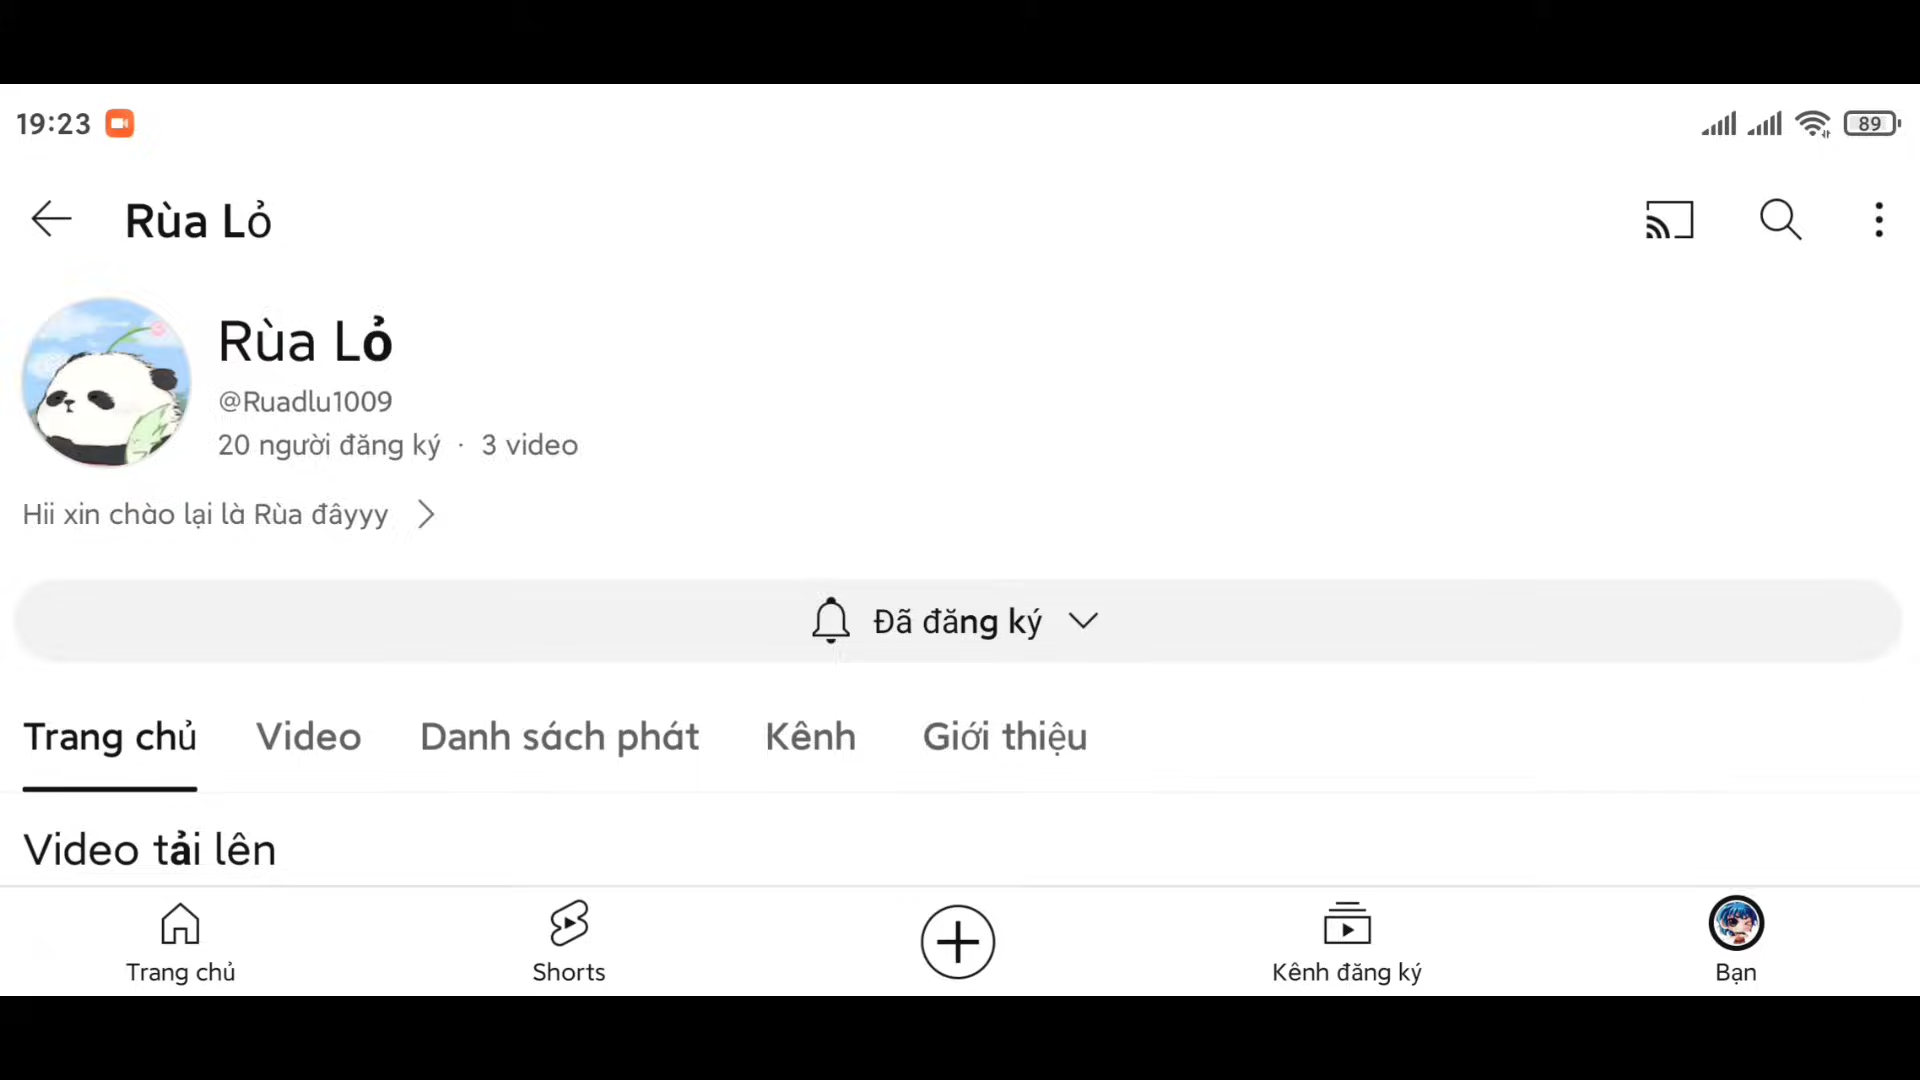 19:23
89
Rùa Lỏ
Rùa Lỏ
@Ruadlu1009
20 người đăng ký · 3 video
Hii xin chào lại là Rùa đâyyy
Đã đăng ký
Trang chủ Video Danh sách phát Kênh Giới thiệu
Video tải lên
Trang chủ Shorts Kênh đăng ký Bạn